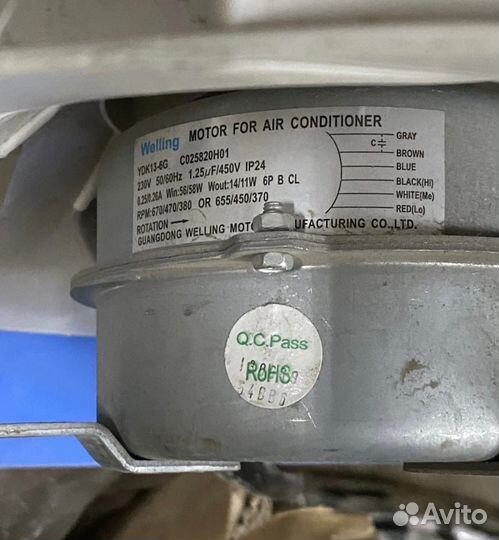 Welling MOTOR FOR AIR CONDITIONER
YDK13-6G C025820H01
230V 50/60Hz 1.25µF/450V IP24
0.25/0.26A Win:56/58W Wout:14/11W 6P B CL
RPM:670/470/380 OR 655/450/370
ROTATION
GUANGDONG WELLING MOTO UFACTURING CO.,LTD.
C
GRAY
BROWN
BLUE
BLACK(Hi)
WHITE(Me)
RED(Lo)
Q.C.Pass
RoHS
Avito